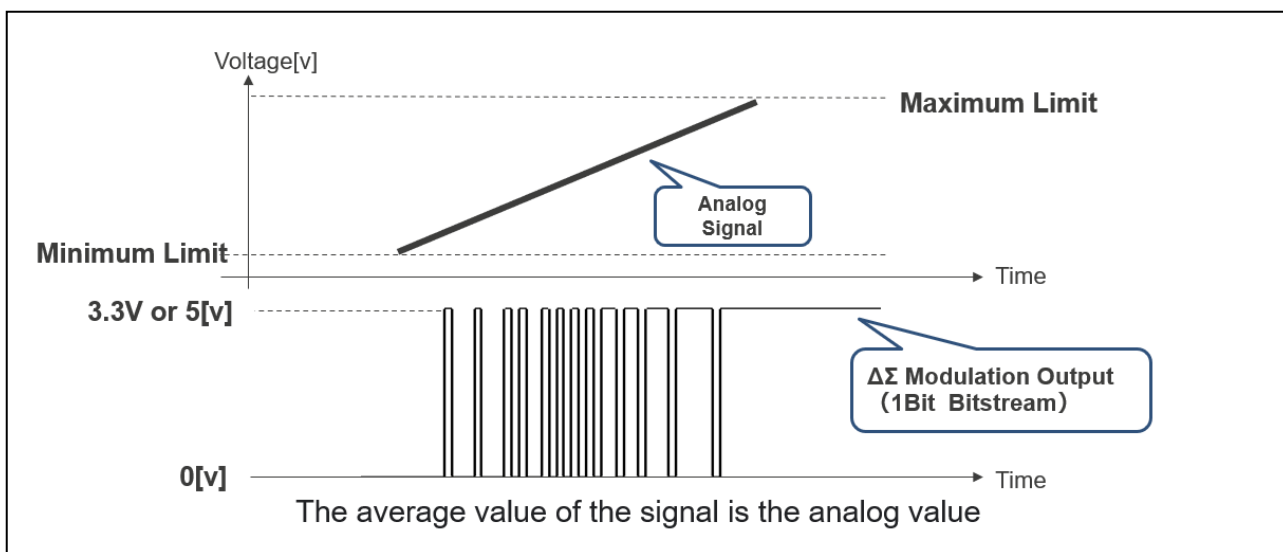 Voltage[v]
Maximum Limit
Analog
Signal
Minimum Limit
Time
3.3V or 5[v]
ΔΣ Modulation Output
（1Bit Bitstream）
0[v]
Time
The average value of the signal is the analog value